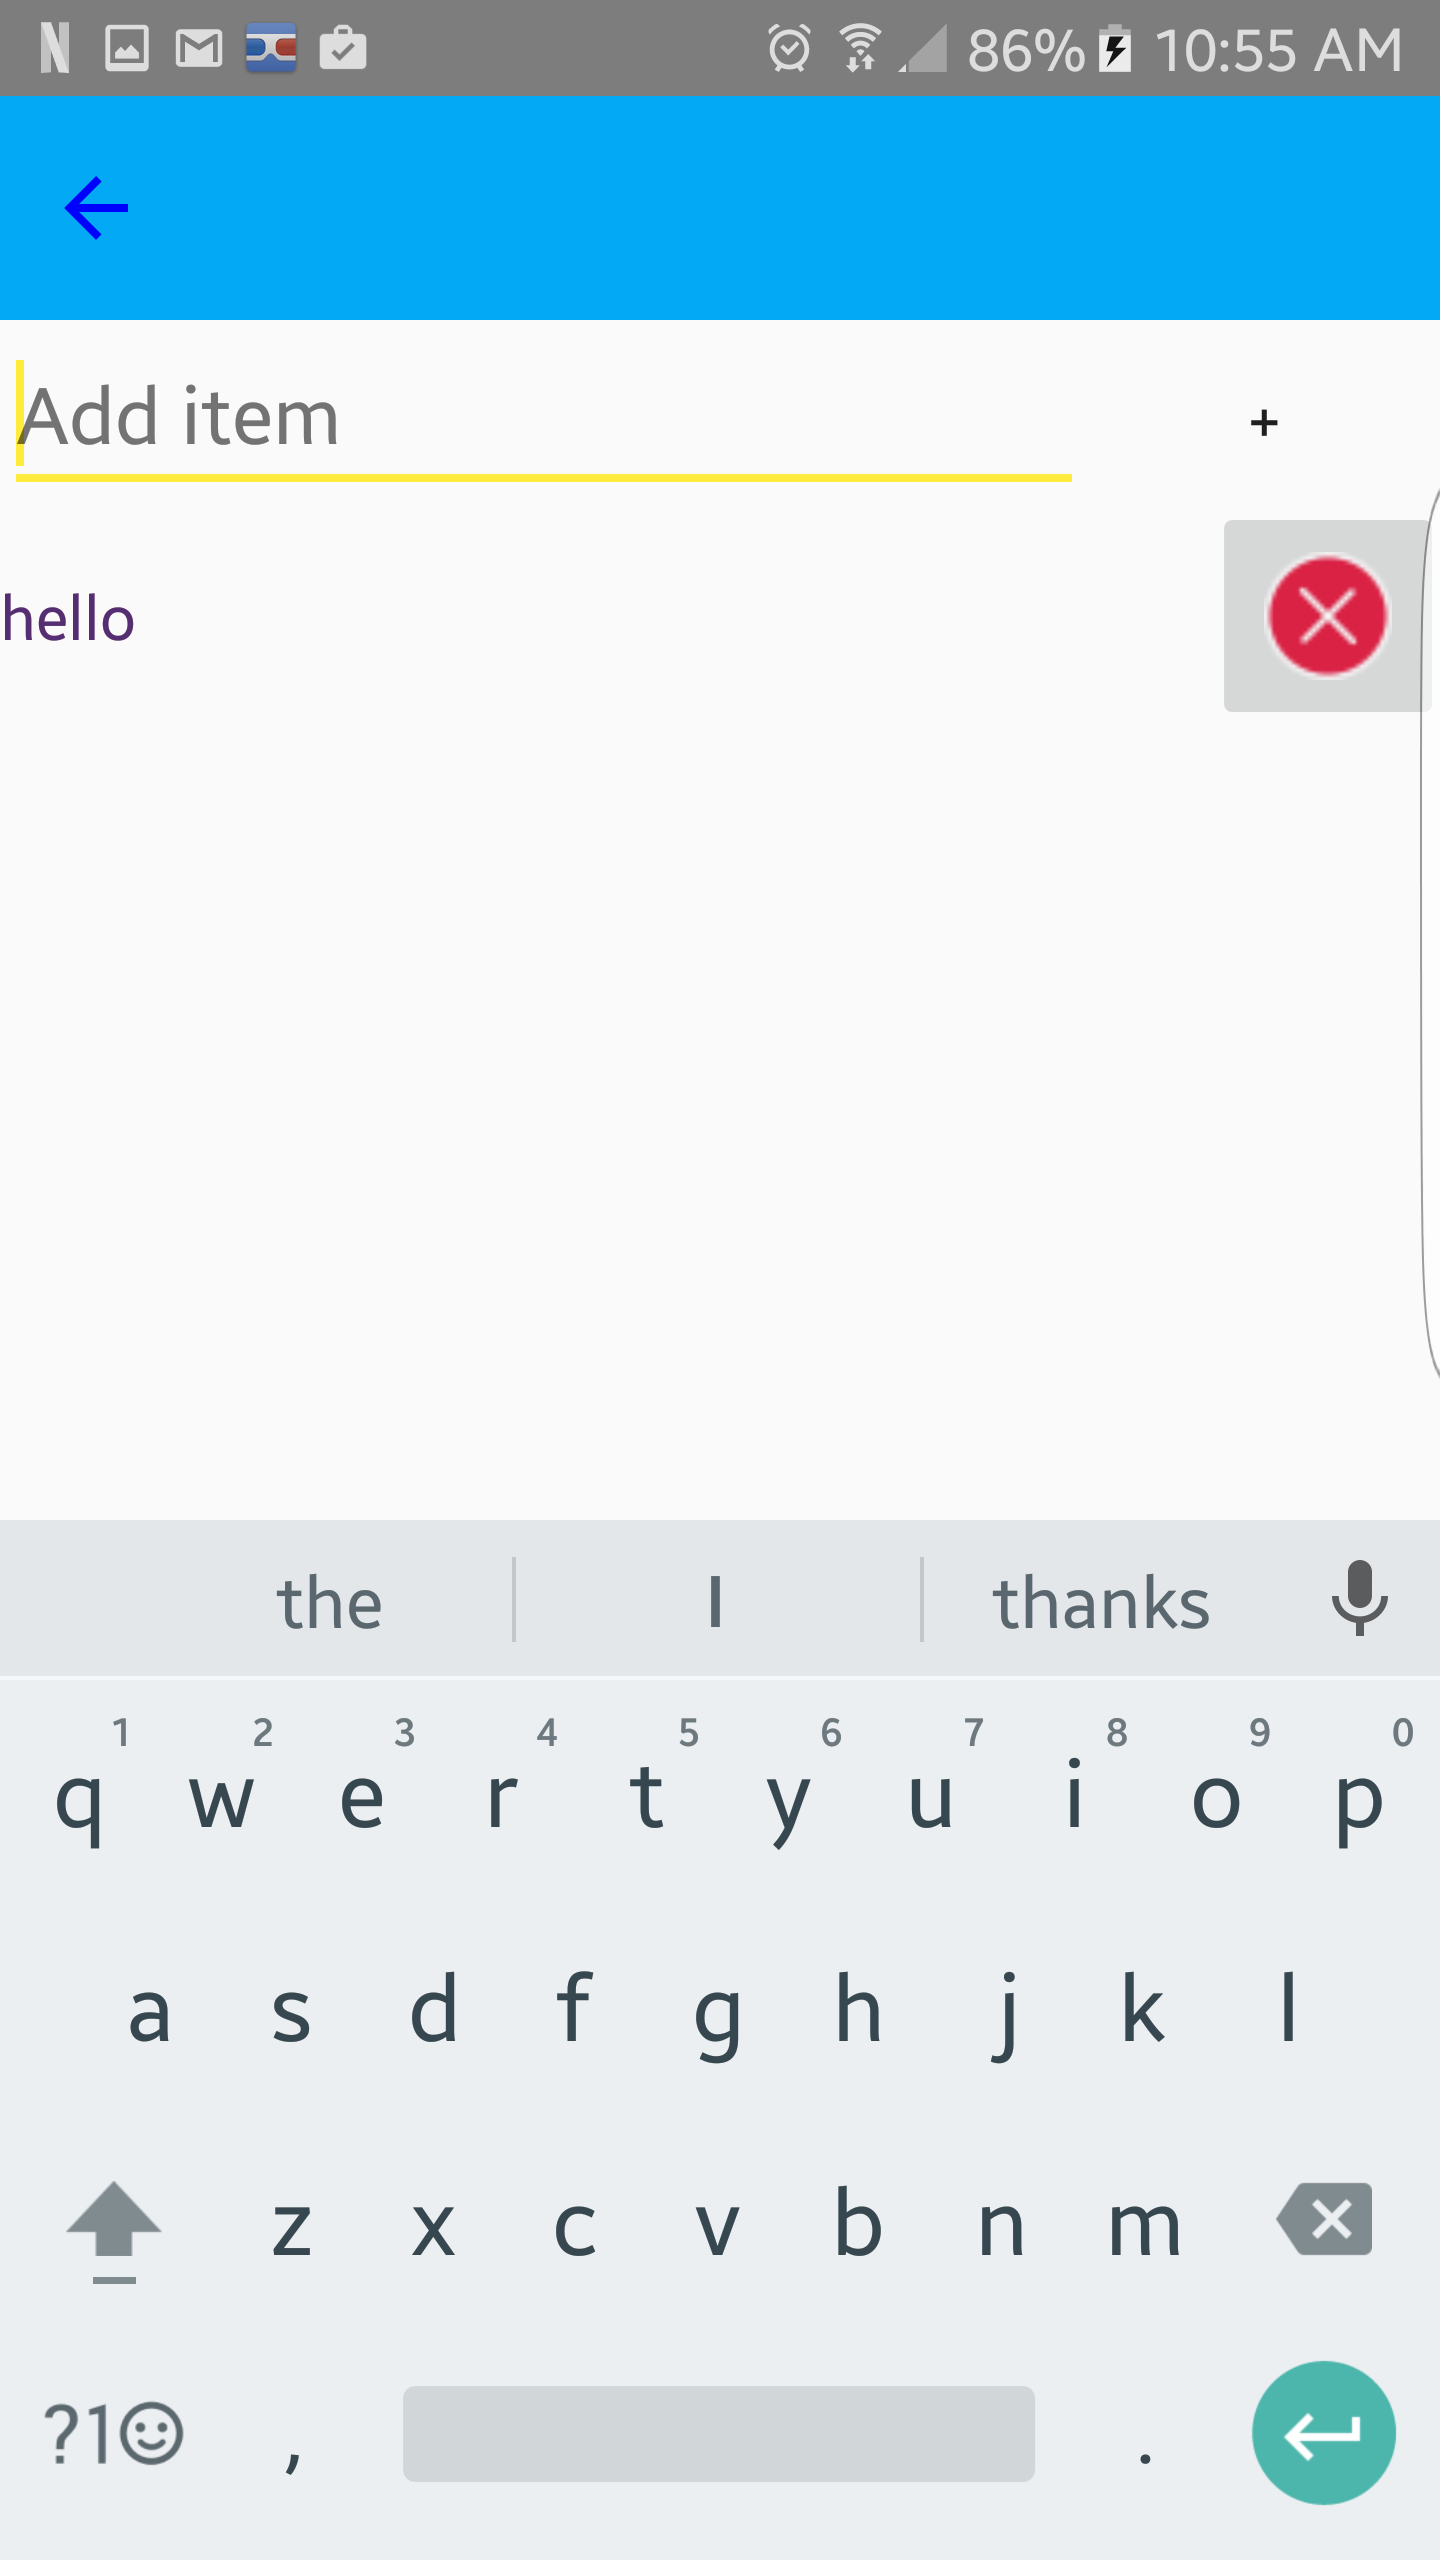 86% 10:55 AM
Add item
+
hello
the I thanks
1 2 3 4 5 6 7 8 9 0
q w e r t y u i o p
a s d f g h j k l
z x c v b n m
?1 , .